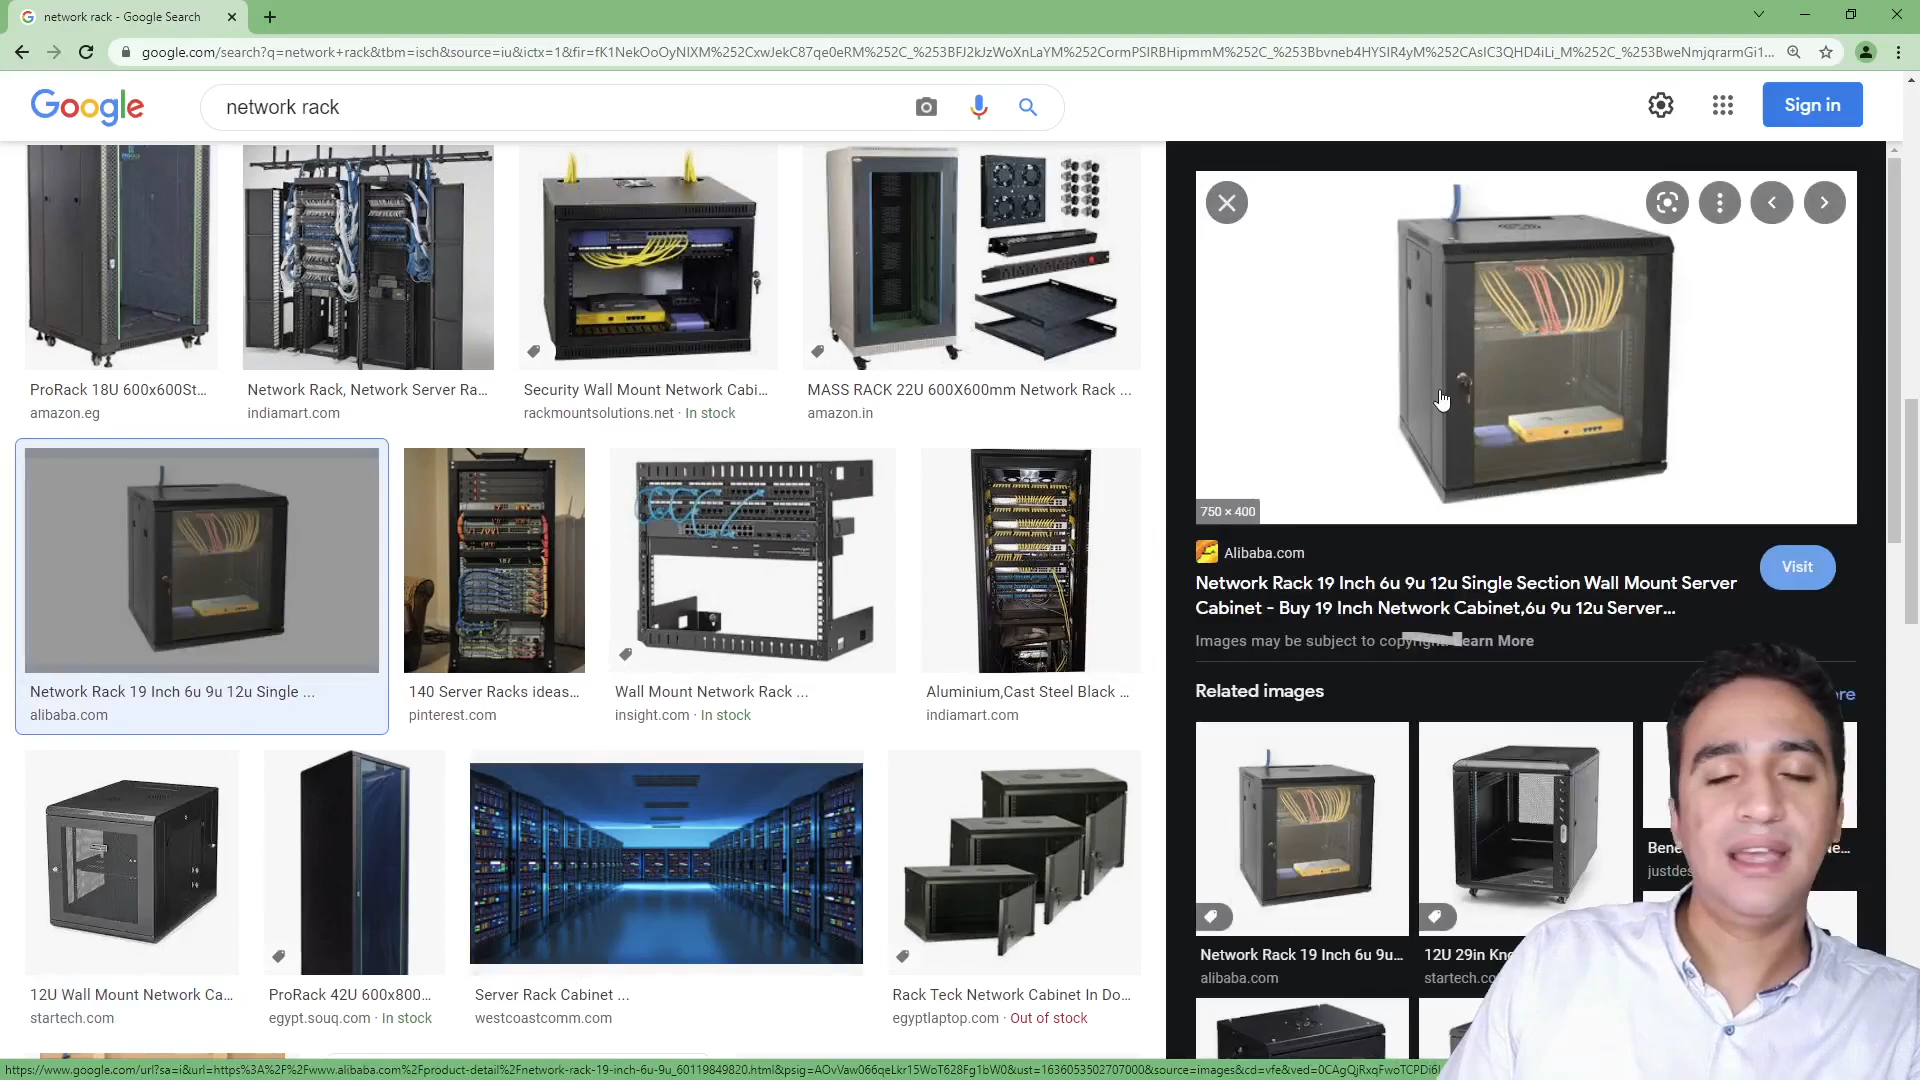 network rack - Google Search
google.com/search?q=network+rack&tbm=isch&source=iu&ictx=1&fir=fK1NekOoOyNIXM%252CxwJekC87qe0eRM%252C_%253BFJ2kJzWoXnLaYM%252CormPSIRBHipmmM%252C_%253Bbvneb4HYSIR4yM%252CAsIC3QHD4iLi_M%252C_%253BweNmjqrarmGi1...
Google
network rack
Sign in
ProRack 18U 600x600St...
amazon.eg
Network Rack, Network Server Ra...
indiamart.com
Security Wall Mount Network Cabi...
rackmountsolutions.net · In stock
MASS RACK 22U 600X600mm Network Rack ...
amazon.in
Network Rack 19 Inch 6u 9u 12u Single ...
alibaba.com
140 Server Racks ideas...
pinterest.com
Wall Mount Network Rack ...
insight.com · In stock
Aluminium,Cast Steel Black ...
indiamart.com
12U Wall Mount Network Ca...
startech.com
ProRack 42U 600x800...
egypt.souq.com · In stock
Server Rack Cabinet ...
westcoastcomm.com
Rack Teck Network Cabinet In Do...
egyptlaptop.com · Out of stock
750 × 400
Alibaba.com
Visit
Network Rack 19 Inch 6u 9u 12u Single Section Wall Mount Server
Cabinet - Buy 19 Inch Network Cabinet,6u 9u 12u Server...
Images may be subject to copyright. Learn More
Related images
Network Rack 19 Inch 6u 9u...
alibaba.com
12U 29in Kn
startech.co
Bene
justdes
https://www.google.com/url?sa=i&url=https%3A%2F%2Fwww.alibaba.com%2Fproduct-detail%2Fnetwork-rack-19-inch-6u-9u_60119849820.html&psig=AOvVaw066qeLkr15WoT628Fg1bW0&ust=1636053502707000&source=images&cd=vfe&ved=0CAgQjRxqFwoTCPDi6